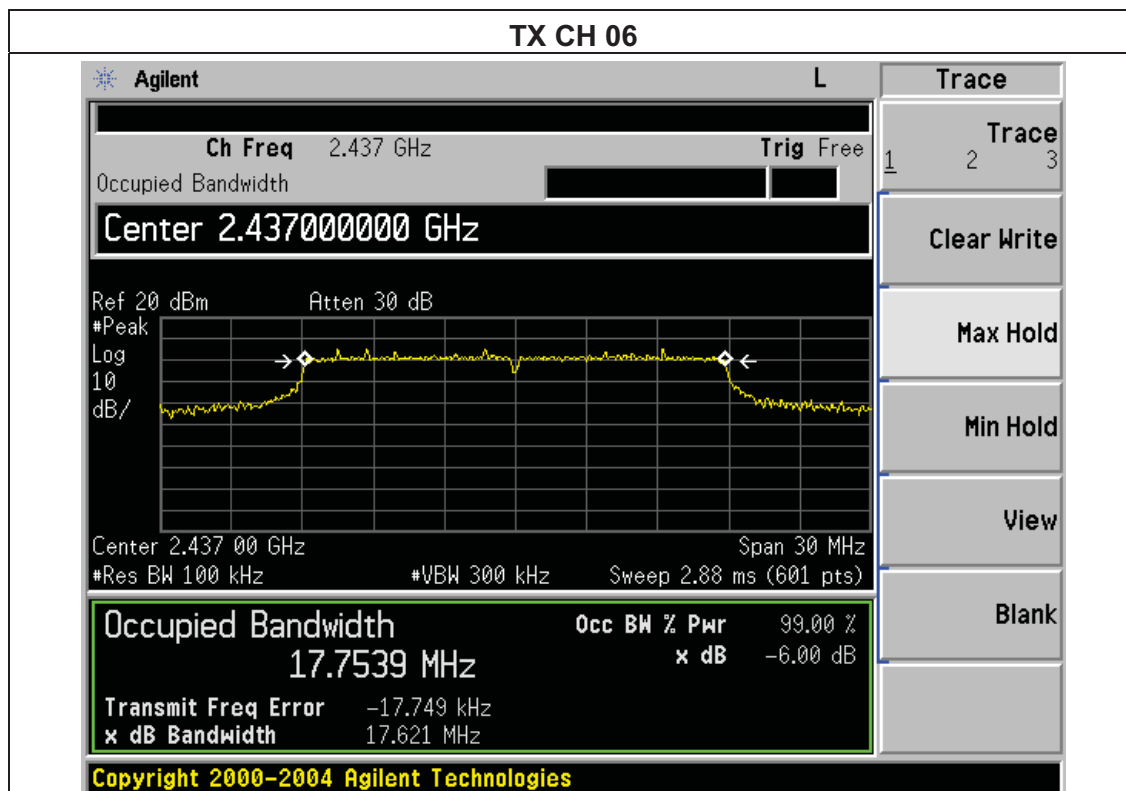 TX CH 06
Agilent L Trace
Ch Freq 2.437 GHz Trig Free
Occupied Bandwidth
Trace
1 2 3
Center 2.437000000 GHz
Clear Write
Ref 20 dBm Atten 30 dB
#Peak
Log
10
dB/
Max Hold
Min Hold
View
Center 2.437 00 GHz Span 30 MHz
#Res BW 100 kHz #VBW 300 kHz Sweep 2.88 ms (601 pts)
Blank
Occupied Bandwidth Occ BW % Pwr 99.00 %
17.7539 MHz x dB -6.00 dB
Transmit Freq Error -17.749 kHz
x dB Bandwidth 17.621 MHz
Copyright 2000-2004 Agilent Technologies